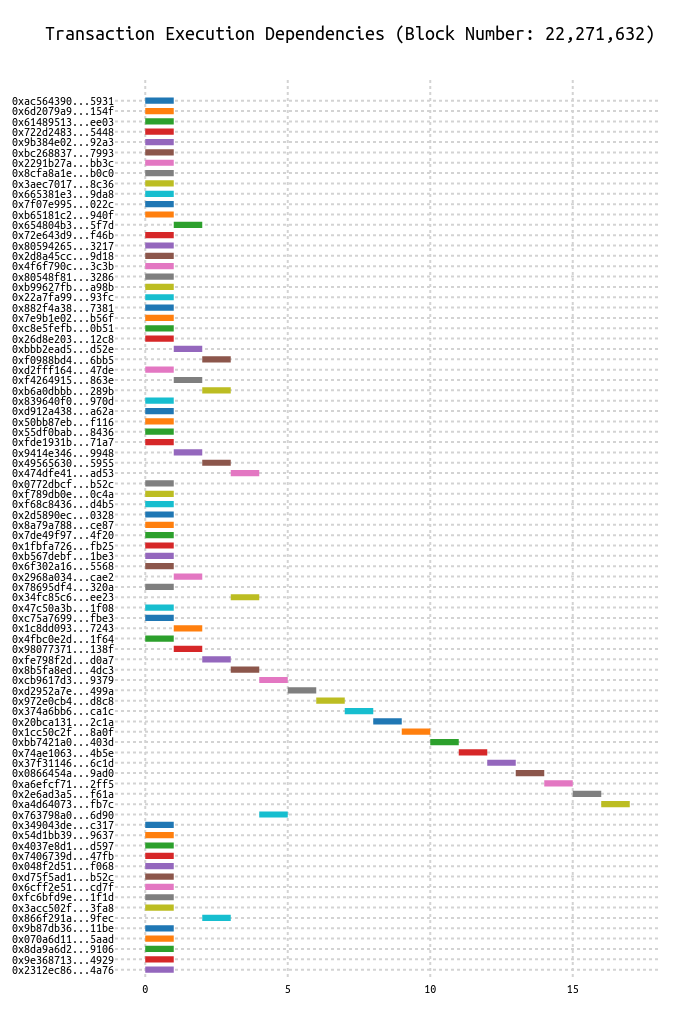 Transaction Execution Dependencies (Block Number: 22,271,632)
0xac564390...5931
0x6d2079a9...154f
0x61489513...ee03
0x722d2483...5448
0x9b384e02...92a3
0xbc268837...7993
0x2291b27a...bb3c
0x8cfa8a1e...b0c0
0x3aec7017...8c36
0x665381e3...9da8
0x7f07e995...022c
0xb65181c2...940f
0x654804b3...5f7d
0x72e643d9...f46b
0x80594265...3217
0x2d8a45cc...9d18
0x4f6f790c...3c3b
0x80548f81...3286
0xb99627fb...a98b
0x22a7fa99...93fc
0x882f4a38...7381
0x7e9b1e02...b56f
0xc8e5fefb...0b51
0x26d8e203...12c8
0xbbb2ead5...d52e
0xf0988bd4...6bb5
0xd2fff164...47de
0xf4264915...863e
0xb6a0dbbb...289b
0x839640f0...970d
0xd912a438...a62a
0x50bb87eb...f116
0x55df0bab...8436
0xfde1931b...71a7
0x9414e346...9948
0x49565630...5955
0x474dfe41...ad53
0x0772dbcf...b52c
0xf789db0e...0c4a
0xf68c8436...d4b5
0x2d5890ec...0328
0x8a79a788...ce87
0x7de49f97...4f20
0x1fbfa726...fb25
0xb567debf...1be3
0x6f302a16...5568
0x2968a034...cae2
0x78695df4...320a
0x34fc85c6...ee23
0x47c50a3b...1f08
0xc75a7699...fbe3
0x1c8dd093...7243
0x4fbc0e2d...1f64
0x98077371...138f
0xfe798f2d...d0a7
0x8b5fa8ed...4dc3
0xcb9617d3...9379
0xd2952a7e...499a
0x972e0cb4...d8c8
0x374a6bb6...ca1c
0x20bca131...2c1a
0x1cc50c2f...8a0f
0xbb7421a0...403d
0x74ae1063...4b5e
0x37f31146...6c1d
0x0866454a...9ad0
0xa6efcf71...2ff5
0x2e6ad3a5...f61a
0xa4d64073...fb7c
0x763798a0...6d90
0x349043de...c317
0x54d1bb39...9637
0x4037e8d1...d597
0x7406739d...47fb
0x048f2d51...f068
0xd75f5ad1...b52c
0x6cff2e51...cd7f
0xfc6bfd9e...1f1d
0x3acc502f...3fa8
0x866f291a...9fec
0x9b87db36...11be
0x070a6d11...5aad
0x8da9a6d2...9106
0x9e368713...4929
0x2312ec86...4a76
0 5 10 15